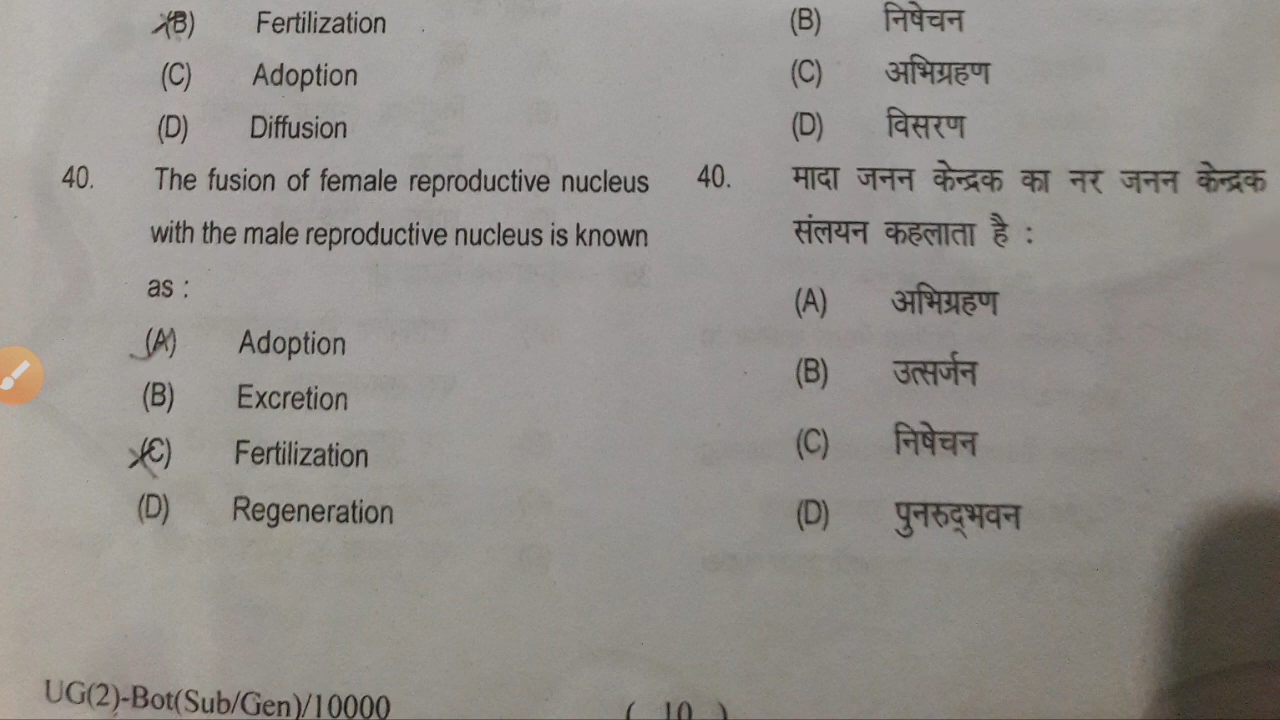 (B) Fertilization
(C) Adoption
(D) Diffusion
40. The fusion of female reproductive nucleus
with the male reproductive nucleus is known
as :
(A) Adoption
(B) Excretion
(C) Fertilization
(D) Regeneration
(B) निषेचन
(C) अभिग्रहण
(D) विसरण
40. मादा जनन केन्द्रक का नर जनन केन्द्रक
संलयन कहलाता है :
(A) अभिग्रहण
(B) उत्सर्जन
(C) निषेचन
(D) पुनरुद्‌भवन
UG(2)-Bot(Sub/Gen)/10000
( 10 )